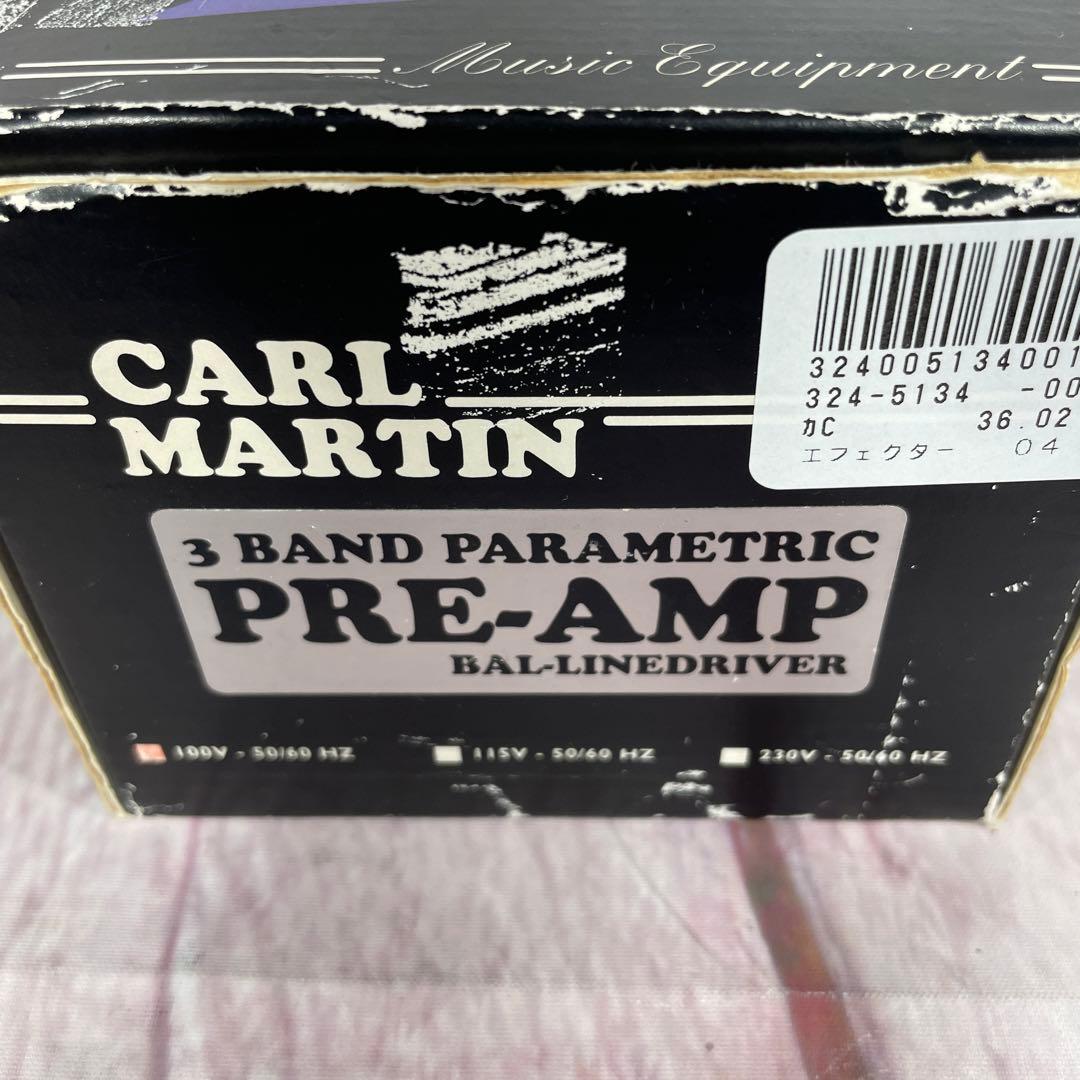 Music Equipment
CARL
MARTIN
324005134001
324-5134 -00
カC 36.02
エフェクター 04
3 BAND PARAMETRIC
PRE-AMP
BAL-LINEDRIVER
100V - 50/60 HZ 115V - 50/60 HZ 230V - 50/60 HZ